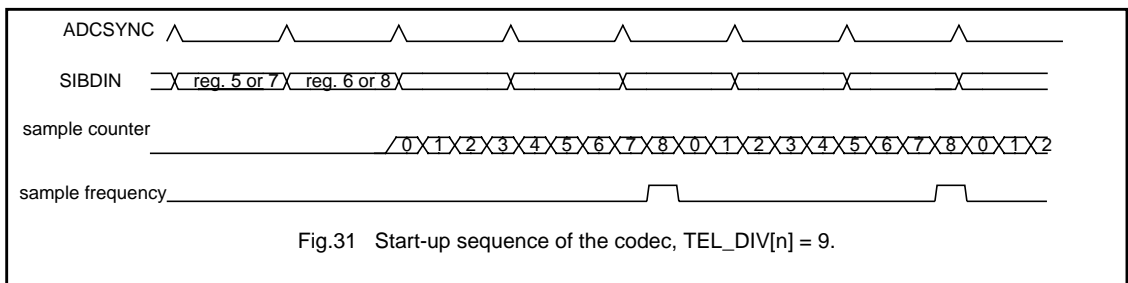 ADCSYNC
SIBDIN reg. 5 or 7 reg. 6 or 8
sample counter 0 1 2 3 4 5 6 7 8 0 1 2 3 4 5 6 7 8 0 1 2
sample frequency
Fig.31 Start-up sequence of the codec, TEL_DIV[n] = 9.